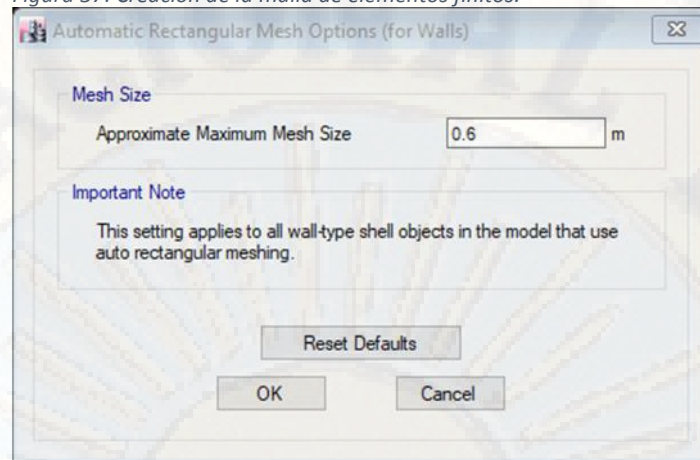 Figura 37. Creación de la malla de elementos finitos.
Automatic Rectangular Mesh Options (for Walls)
Mesh Size
Approximate Maximum Mesh Size 0.6 m
Important Note
This setting applies to all wall-type shell objects in the model that use
auto rectangular meshing.
Reset Defaults
OK Cancel